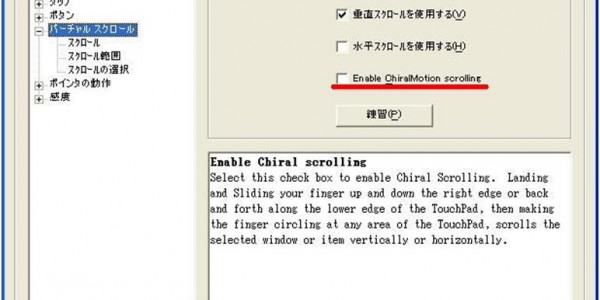 タップ
ボタン
バーチャル スクロール
スクロール
スクロール範囲
スクロールの選択
ポインタの動作
感度
垂直スクロールを使用する(V)
水平スクロールを使用する(H)
Enable ChiralMotion scrolling
練習(P)
Enable Chiral scrolling
Select this check box to enable Chiral Scrolling. Landing
and Sliding your finger up and down the right edge or back
and forth along the lower edge of the TouchPad, then making
the finger circling at any area of the TouchPad, scrolls the
selected window or item vertically or horizontally.